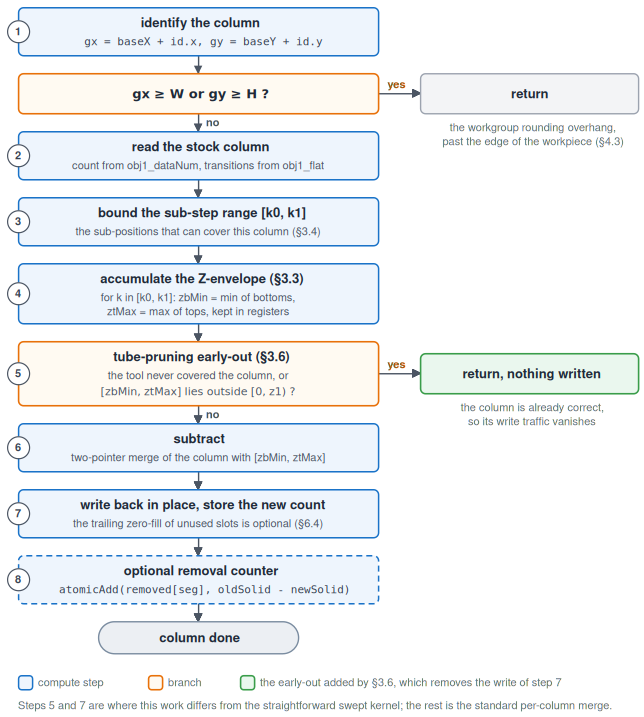 1
identify the column
gx = baseX + id.x, gy = baseY + id.y
gx ≥ W or gy ≥ H ?
yes
return
the workgroup rounding overhang,
past the edge of the workpiece (§4.3)
no
2
read the stock column
count from obj1_dataNum, transitions from obj1_flat
3
bound the sub-step range [k0, k1]
the sub-positions that can cover this column (§3.4)
4
accumulate the Z-envelope (§3.3)
for k in [k0, k1]: zbMin = min of bottoms,
ztMax = max of tops, kept in registers
5
tube-pruning early-out (§3.6)
the tool never covered the column, or
[zbMin, ztMax] lies outside [0, z1) ?
yes
return, nothing written
the column is already correct,
so its write traffic vanishes
no
6
subtract
two-pointer merge of the column with [zbMin, ztMax]
7
write back in place, store the new count
the trailing zero-fill of unused slots is optional (§6.4)
8
optional removal counter
atomicAdd(removed[seg], oldSolid - newSolid)
column done
compute step
branch
the early-out added by §3.6, which removes the write of step 7
Steps 5 and 7 are where this work differs from the straightforward swept kernel; the rest is the standard per-column merge.